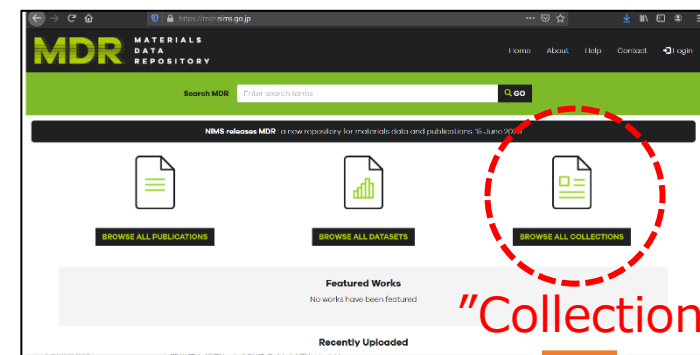 https://mdr.nims.go.jp
MDR MATERIALS DATA REPOSITORY
Home About Help Contact Login
Search MDR Enter search terms GO
NIMS releases MDR - a new repository for materials data and publications. 15 June
BROWSE ALL PUBLICATIONS BROWSE ALL DATASETS BROWSE ALL COLLECTIONS
Featured Works
No works have been featured
"Collection
Recently Uploaded